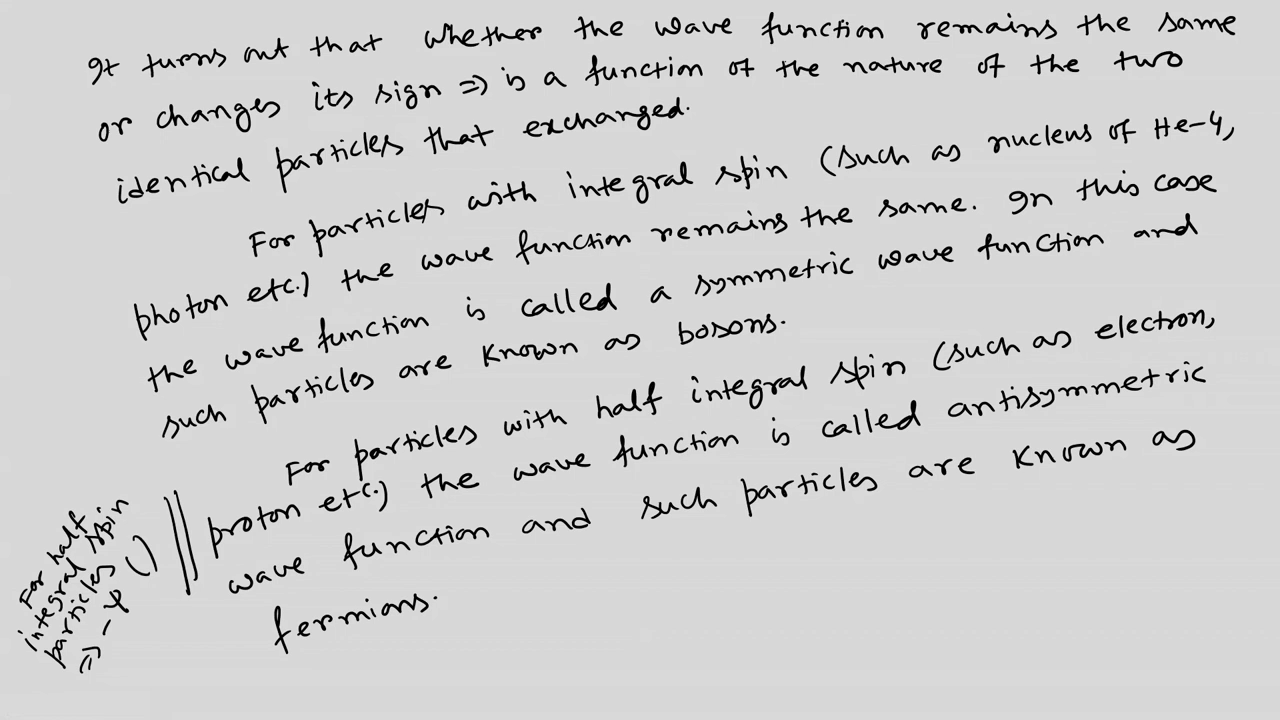 It turns out that whether the wave function remains the same
or changes its sign ⇒ is a function of the nature of the two
identical particles that exchanged.
For particles with integral spin (such as nucleus of He-4,
photon etc.) the wave function remains the same. In this case
the wave function is called a symmetric wave function and
such particles are known as bosons.
For particles with half integral spin (such as electron,
proton etc.) the wave function is called antisymmetric
wave function and such particles are known as
fermions.
For half
integral spin
particles ( )
⇒ -ψ